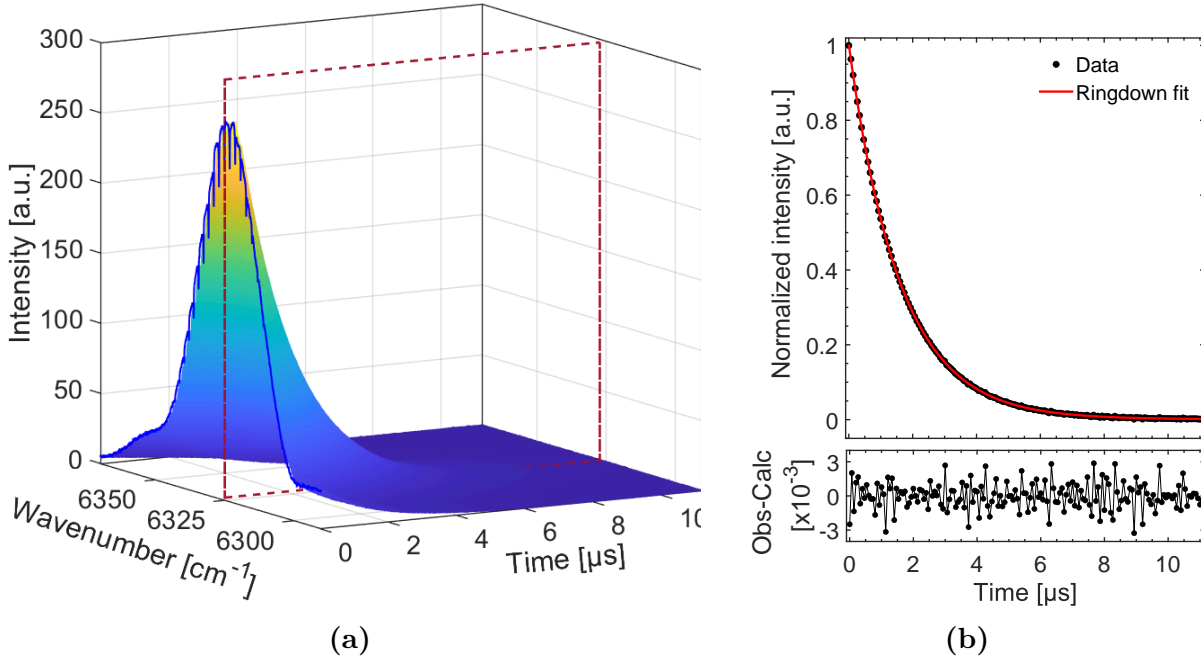 300
250
200
150
100
50
0
Intensity [a.u.]
6350
6325
6300
Wavenumber [cm⁻¹]
0
2
4
6
8
10
Time [µs]
(a)
1
0.8
0.6
0.4
0.2
0
Normalized intensity [a.u.]
Data
Ringdown fit
3
0
-3
Obs-Calc
[x10⁻³]
0
2
4
6
8
10
Time [µs]
(b)